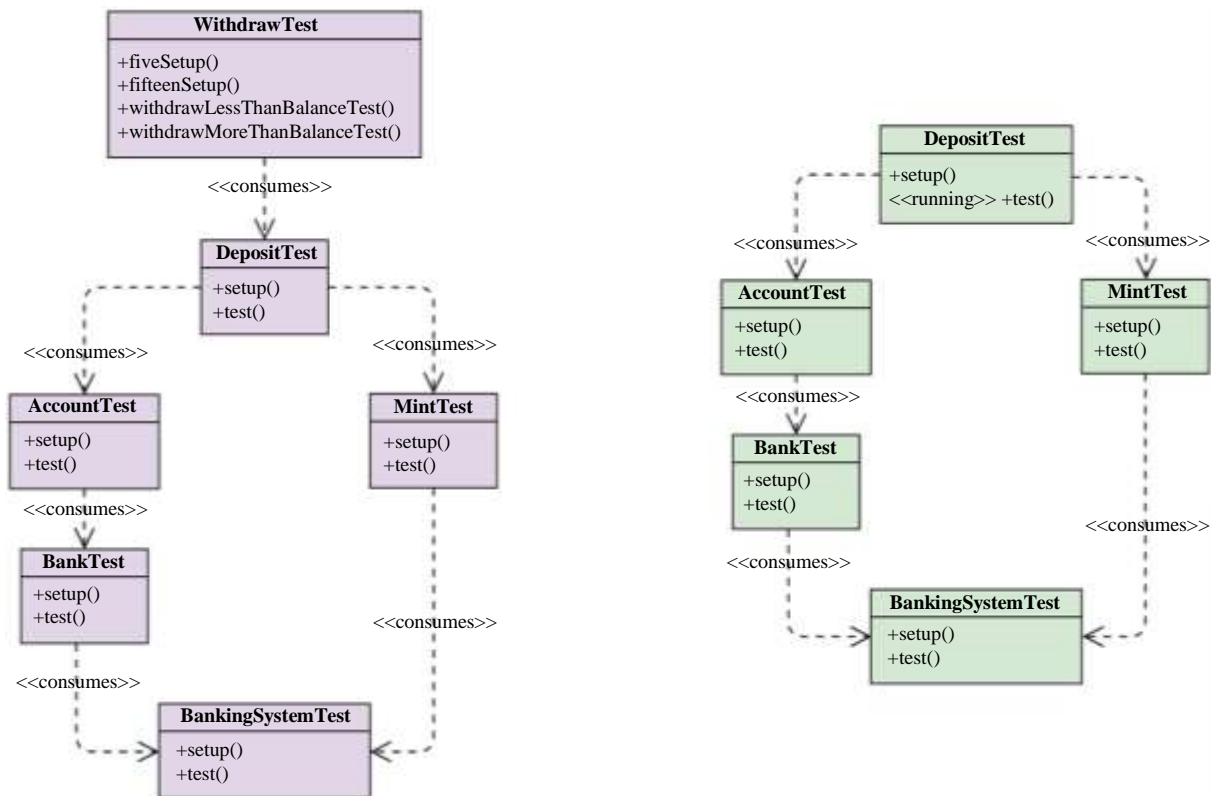 WithdrawTest
+fiveSetup()
+fifteenSetup()
+withdrawLessThanBalanceTest()
+withdrawMoreThanBalanceTest()
<<consumes>>
DepositTest
+setup()
+test()
<<consumes>>
<<consumes>>
AccountTest
+setup()
+test()
MintTest
+setup()
+test()
<<consumes>>
BankTest
+setup()
+test()
<<consumes>>
<<consumes>>
BankingSystemTest
+setup()
+test()
DepositTest
+setup()
<<running>> +test()
<<consumes>>
<<consumes>>
AccountTest
+setup()
+test()
MintTest
+setup()
+test()
<<consumes>>
BankTest
+setup()
+test()
<<consumes>>
<<consumes>>
BankingSystemTest
+setup()
+test()